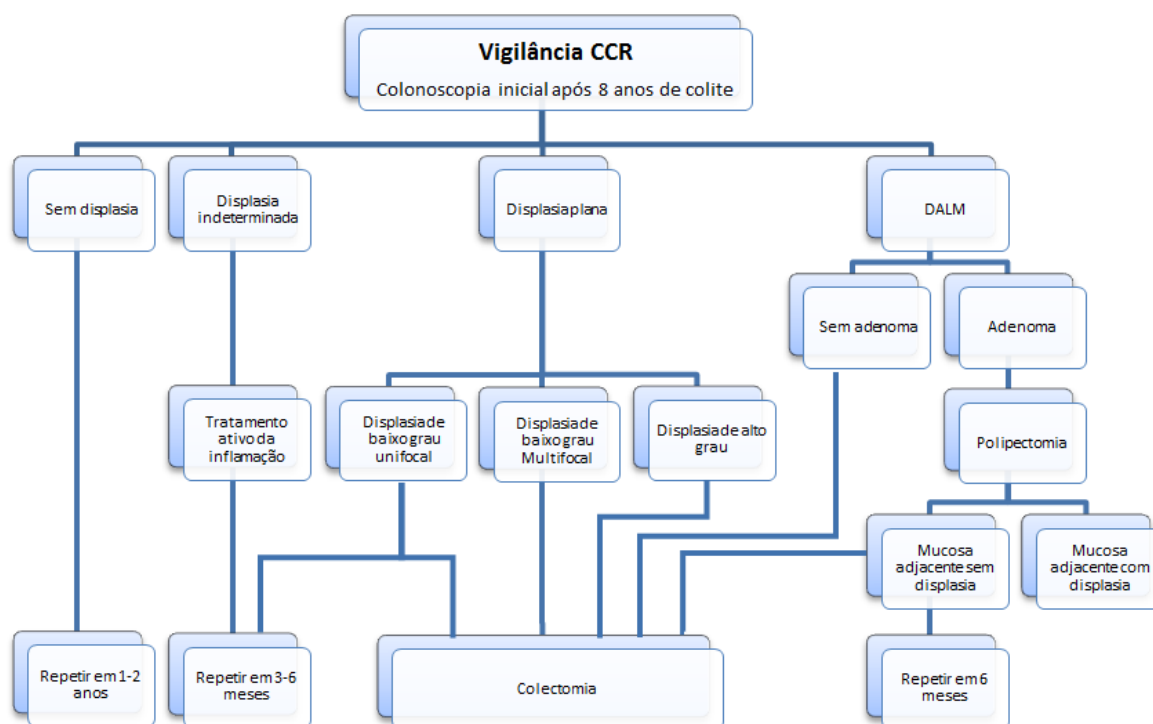 Vigilância CCR
Colonoscopia inicial após 8 anos de colite
Sem displasia
Displasia
indeterminada
Displasia plana
DALM
Sem adenoma
Adenoma
Tratamento
ativo da
inflamação
Displasia de
baixo grau
unifocal
Displasia de
baixo grau
Multifocal
Displasia de alto
grau
Polipectomia
Mucosa
adjacente sem
displasia
Mucosa
adjacente com
displasia
Repetir em 1-2
anos
Repetir em 3-6
meses
Colectomia
Repetir em 6
meses